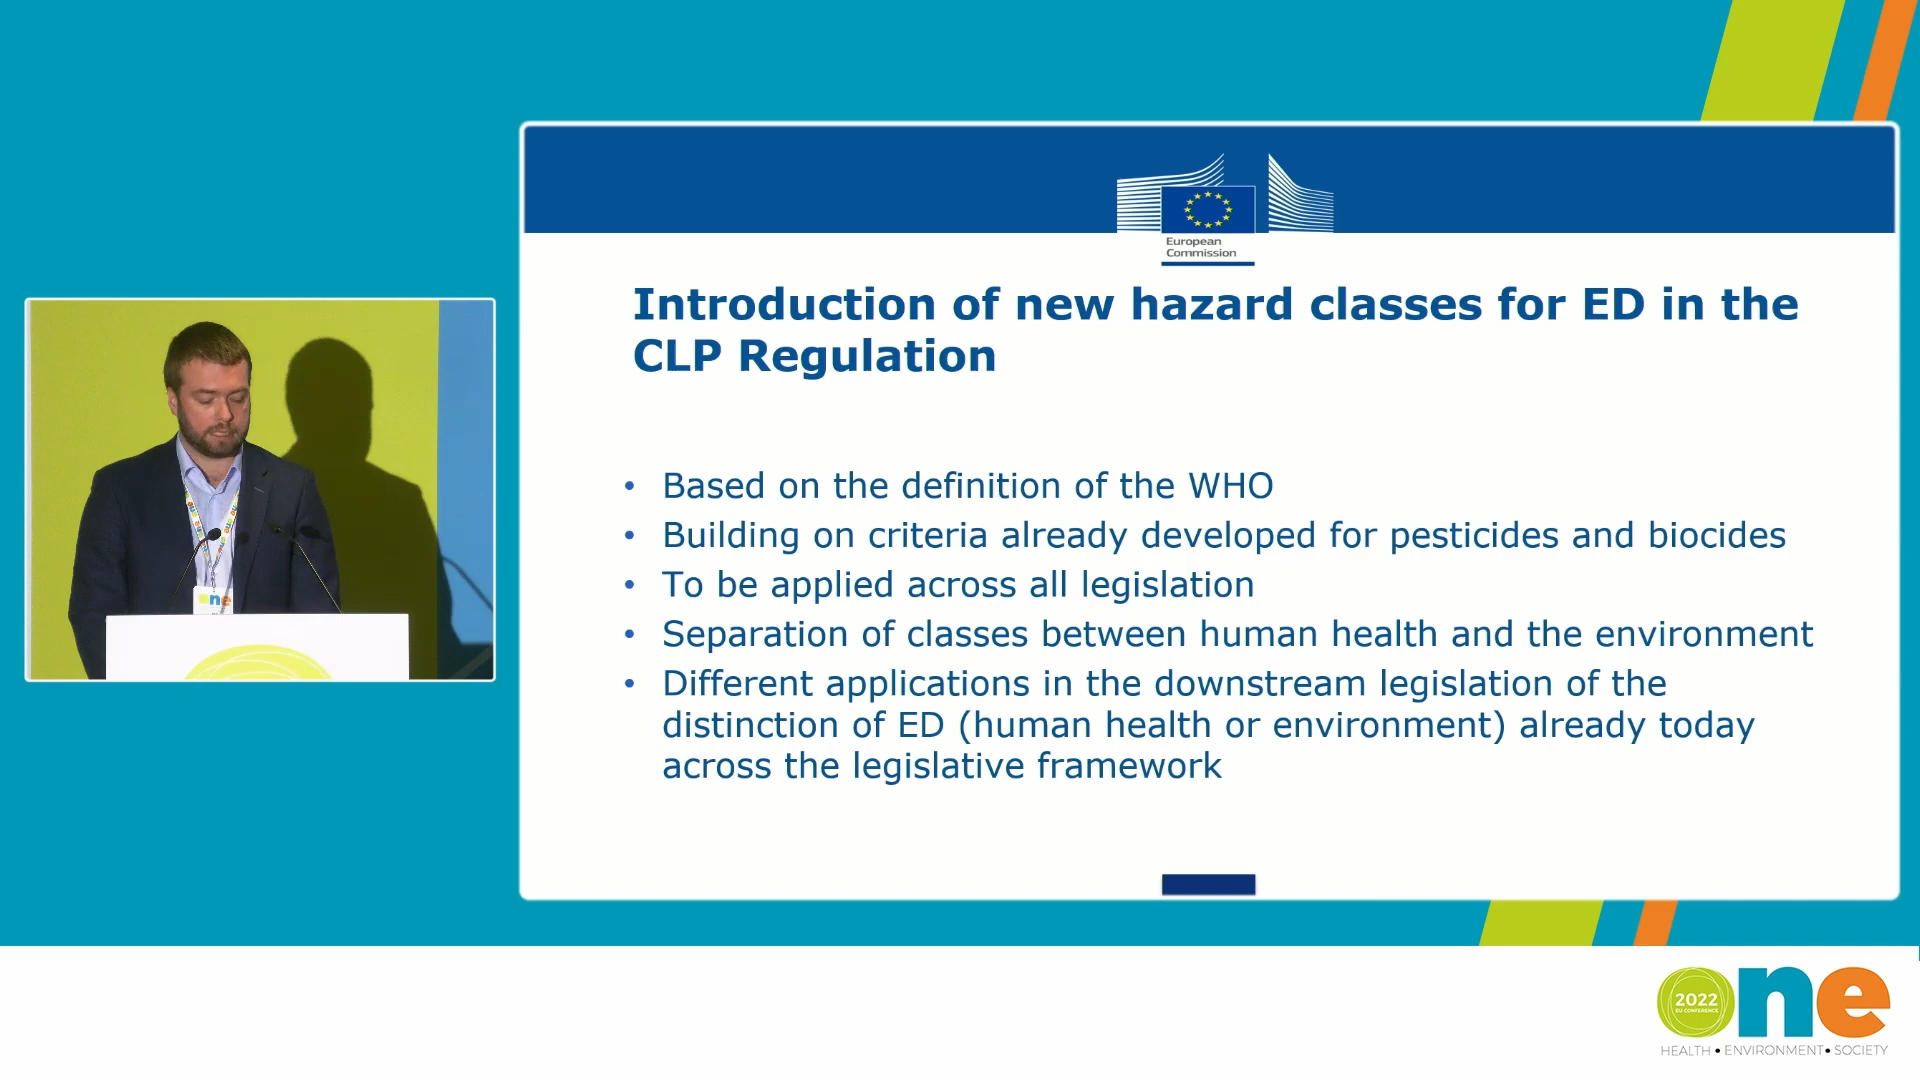 European
Commission
Introduction of new hazard classes for ED in the
CLP Regulation
• Based on the definition of the WHO
• Building on criteria already developed for pesticides and biocides
• To be applied across all legislation
• Separation of classes between human health and the environment
• Different applications in the downstream legislation of the
distinction of ED (human health or environment) already today
across the legislative framework
one
one
2022
EU CONFERENCE
HEALTH • ENVIRONMENT • SOCIETY